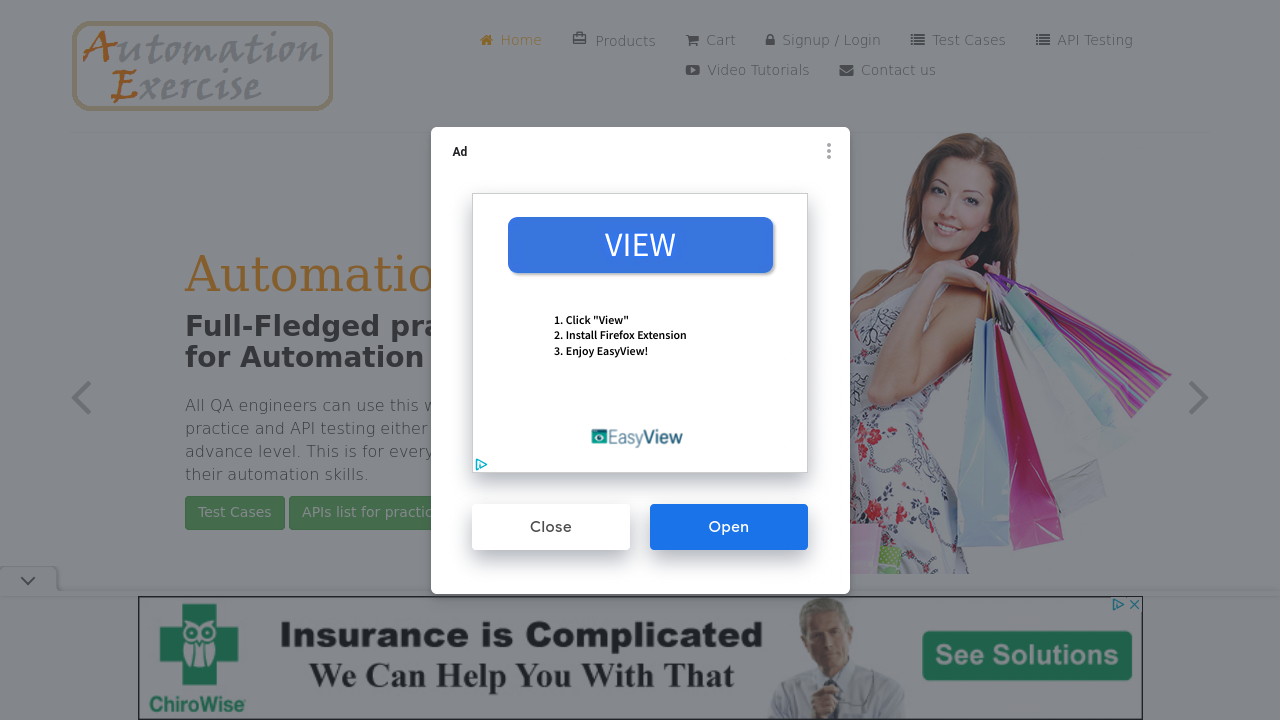 Automation
Exercise
Home
Products
Cart
Signup / Login
Test Cases
API Testing
Video Tutorials
Contact us
Ad
VIEW
1. Click "View"
2. Install Firefox Extension
3. Enjoy EasyView!
EasyView
Close
Open
Automatio
Full-Fledged pra
for Automation
All QA engineers can use this w
practice and API testing either
advance level. This is for every
their automation skills.
Test Cases
APIs list for practic
Insurance is Complicated
We Can Help You With That
ChiroWise
See Solutions